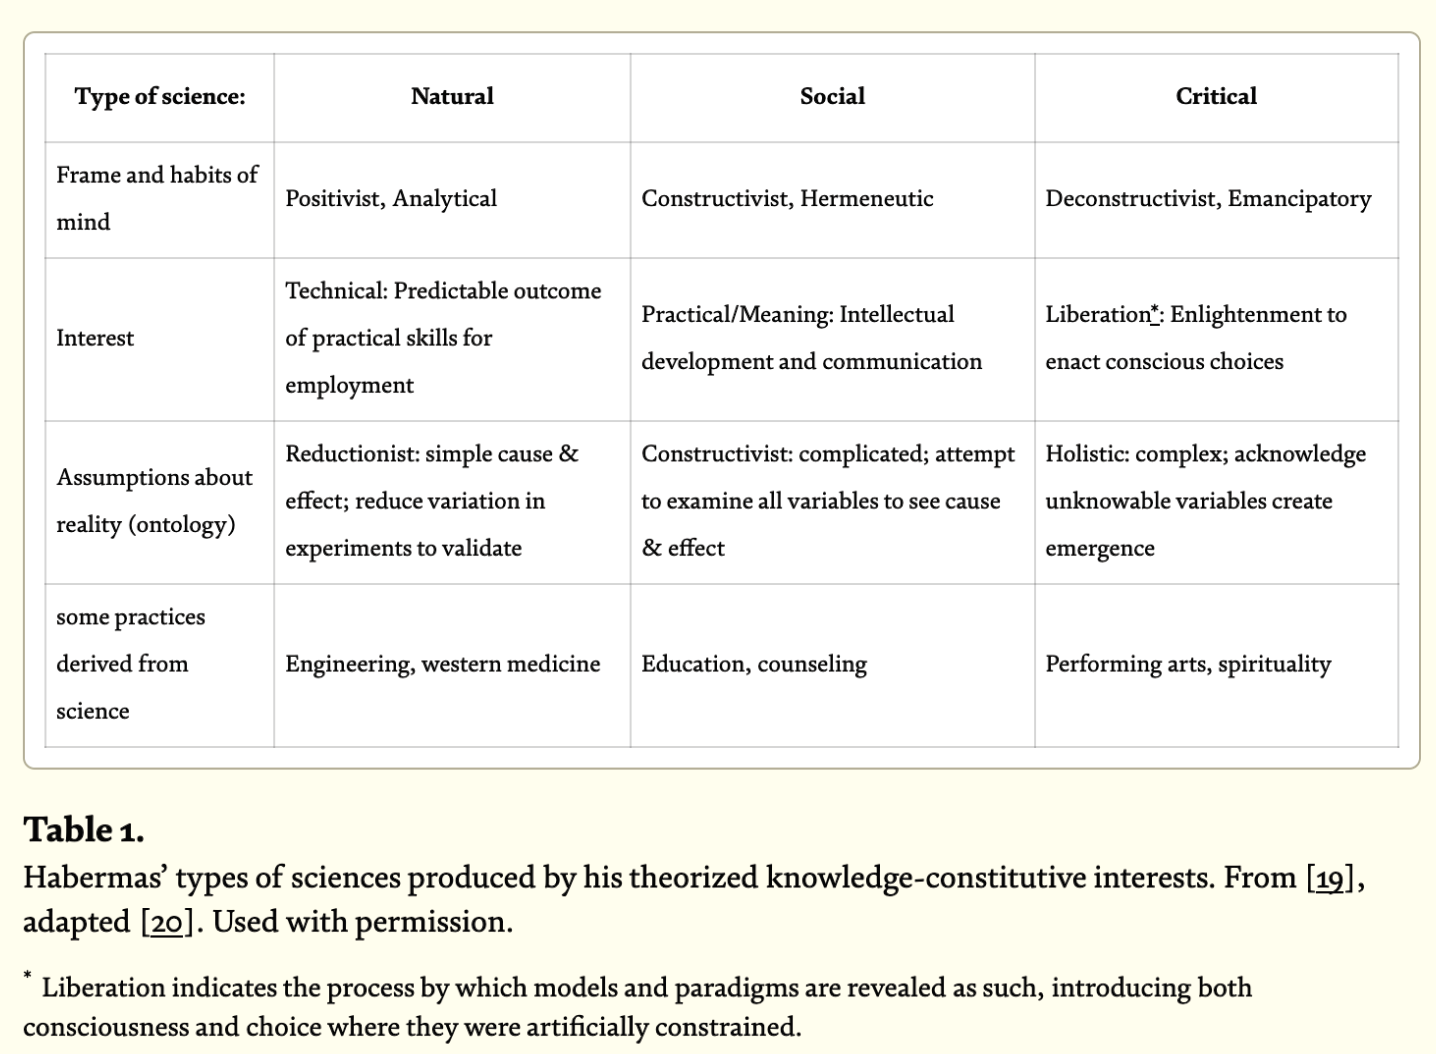 Type of science:
Natural
Social
Critical
Frame and habits of
mind
Positivist, Analytical
Constructivist, Hermeneutic
Deconstructivist, Emancipatory
Interest
Technical: Predictable outcome
of practical skills for
employment
Practical/Meaning: Intellectual
development and communication
Liberation*: Enlightenment to
enact conscious choices
Assumptions about
reality (ontology)
Reductionist: simple cause &
effect; reduce variation in
experiments to validate
Constructivist: complicated; attempt
to examine all variables to see cause
& effect
Holistic: complex; acknowledge
unknowable variables create
emergence
some practices
derived from
science
Engineering, western medicine
Education, counseling
Performing arts, spirituality
Table 1.
Habermas’ types of sciences produced by his theorized knowledge-constitutive interests. From [19],
adapted [20]. Used with permission.
* Liberation indicates the process by which models and paradigms are revealed as such, introducing both
consciousness and choice where they were artificially constrained.